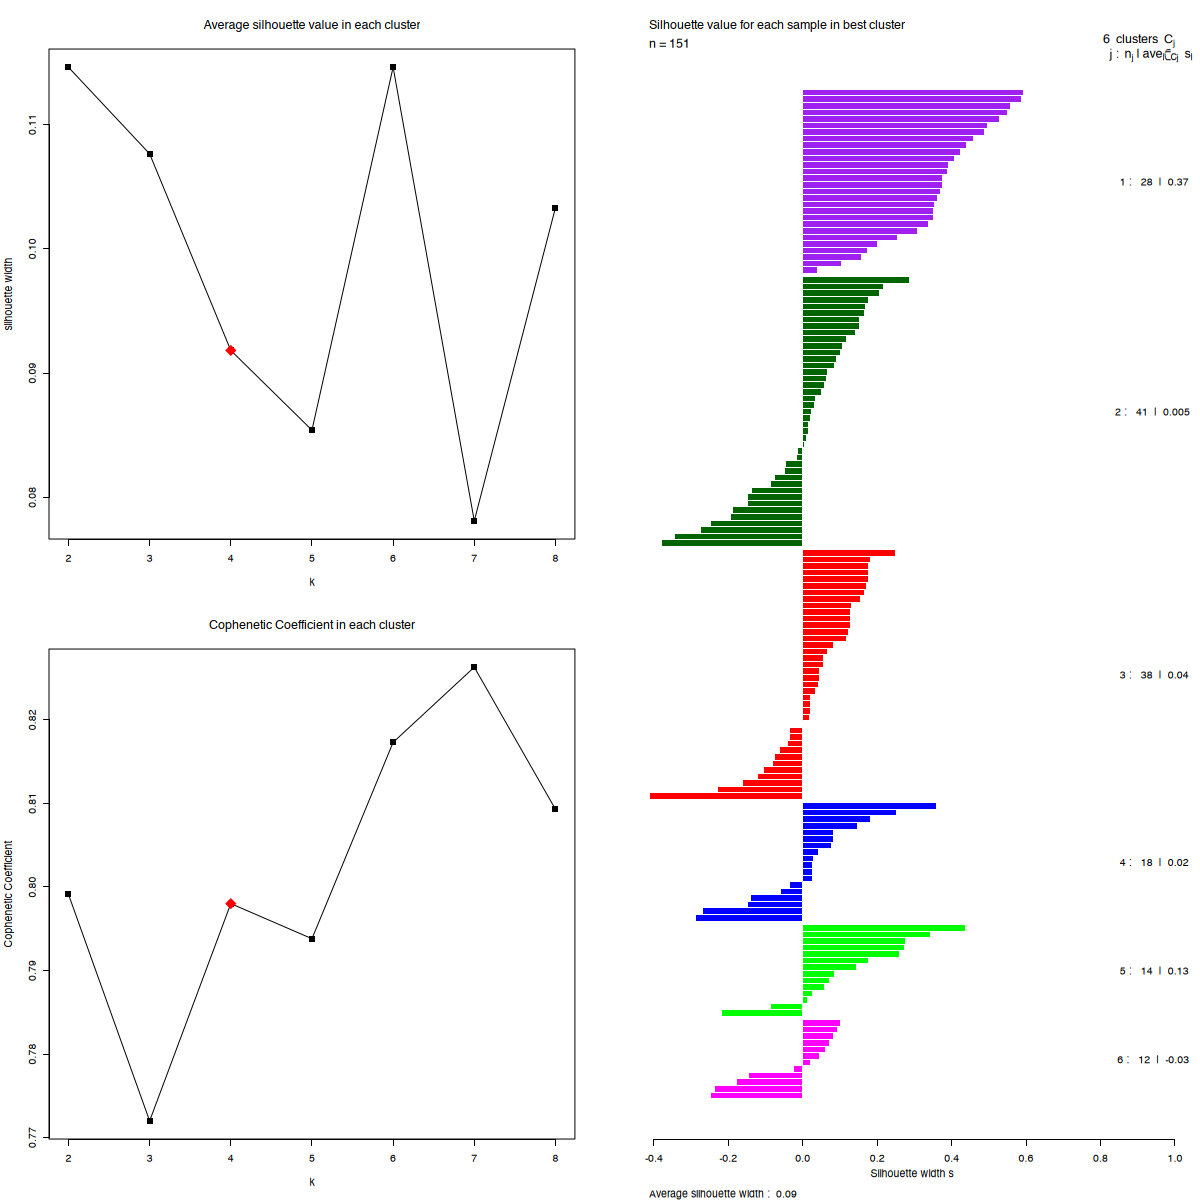 Average silhouette value in each cluster
silhouette width
0.11
0.10
0.09
0.08
2 3 4 5 6 7 8
k
Cophenetic Coefficient in each cluster
Cophenetic Coefficient
0.82
0.81
0.80
0.79
0.78
0.77
2 3 4 5 6 7 8
k
Silhouette value for each sample in best cluster
n = 151
6 clusters Cj
j : nj | avei∈Cj si
1 : 28 | 0.37
2 : 41 | 0.005
3 : 38 | 0.04
4 : 18 | 0.02
5 : 14 | 0.13
6 : 12 | -0.03
-0.4 -0.2 0.0 0.2 0.4 0.6 0.8 1.0
Silhouette width s
Average silhouette width : 0.09